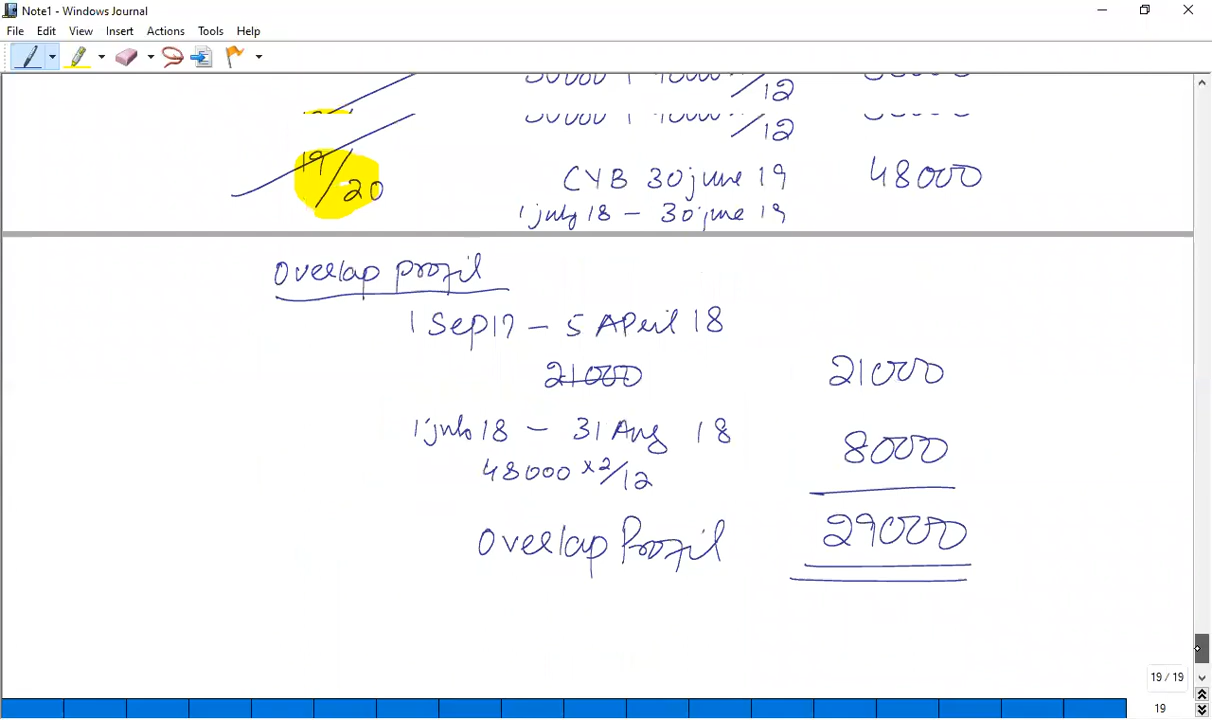 Note1 - Windows Journal
File Edit View Insert Actions Tools Help
12
12
19/20 CYB 30 june 19 48000
1 july 18 - 30 june 19
Overlap profit
1 Sep 17 - 5 April 18
21000 21000
1 july 18 - 31 Aug 18 8000
48000 x 2/12
Overlap Profit 29000
19 / 19
19